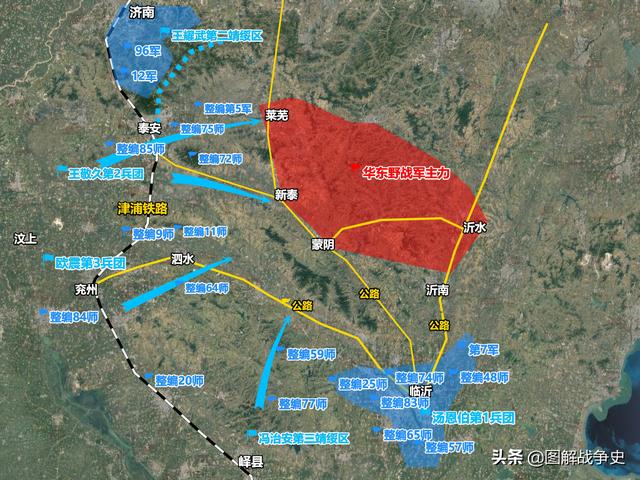 济南
王耀武第二靖绥区
96军
12军
整编第5军
莱芜
泰安
整编75师
整编85师
整编72师
华东野战军主力
王敬久第2兵团
新泰
津浦铁路
整编9师
整编11师
沂水
汶上
蒙阴
欧震第3兵团
泗水
兖州
整编64师
公路
沂南
公路
整编84师
公路
第7军
整编59师
整编20师
整编25师
整编74师
整编48师
临沂
整编77师
整编83师
汤恩伯第1兵团
冯治安第三靖绥区
整编65师
整编57师
峄县
头条 @图解战争史